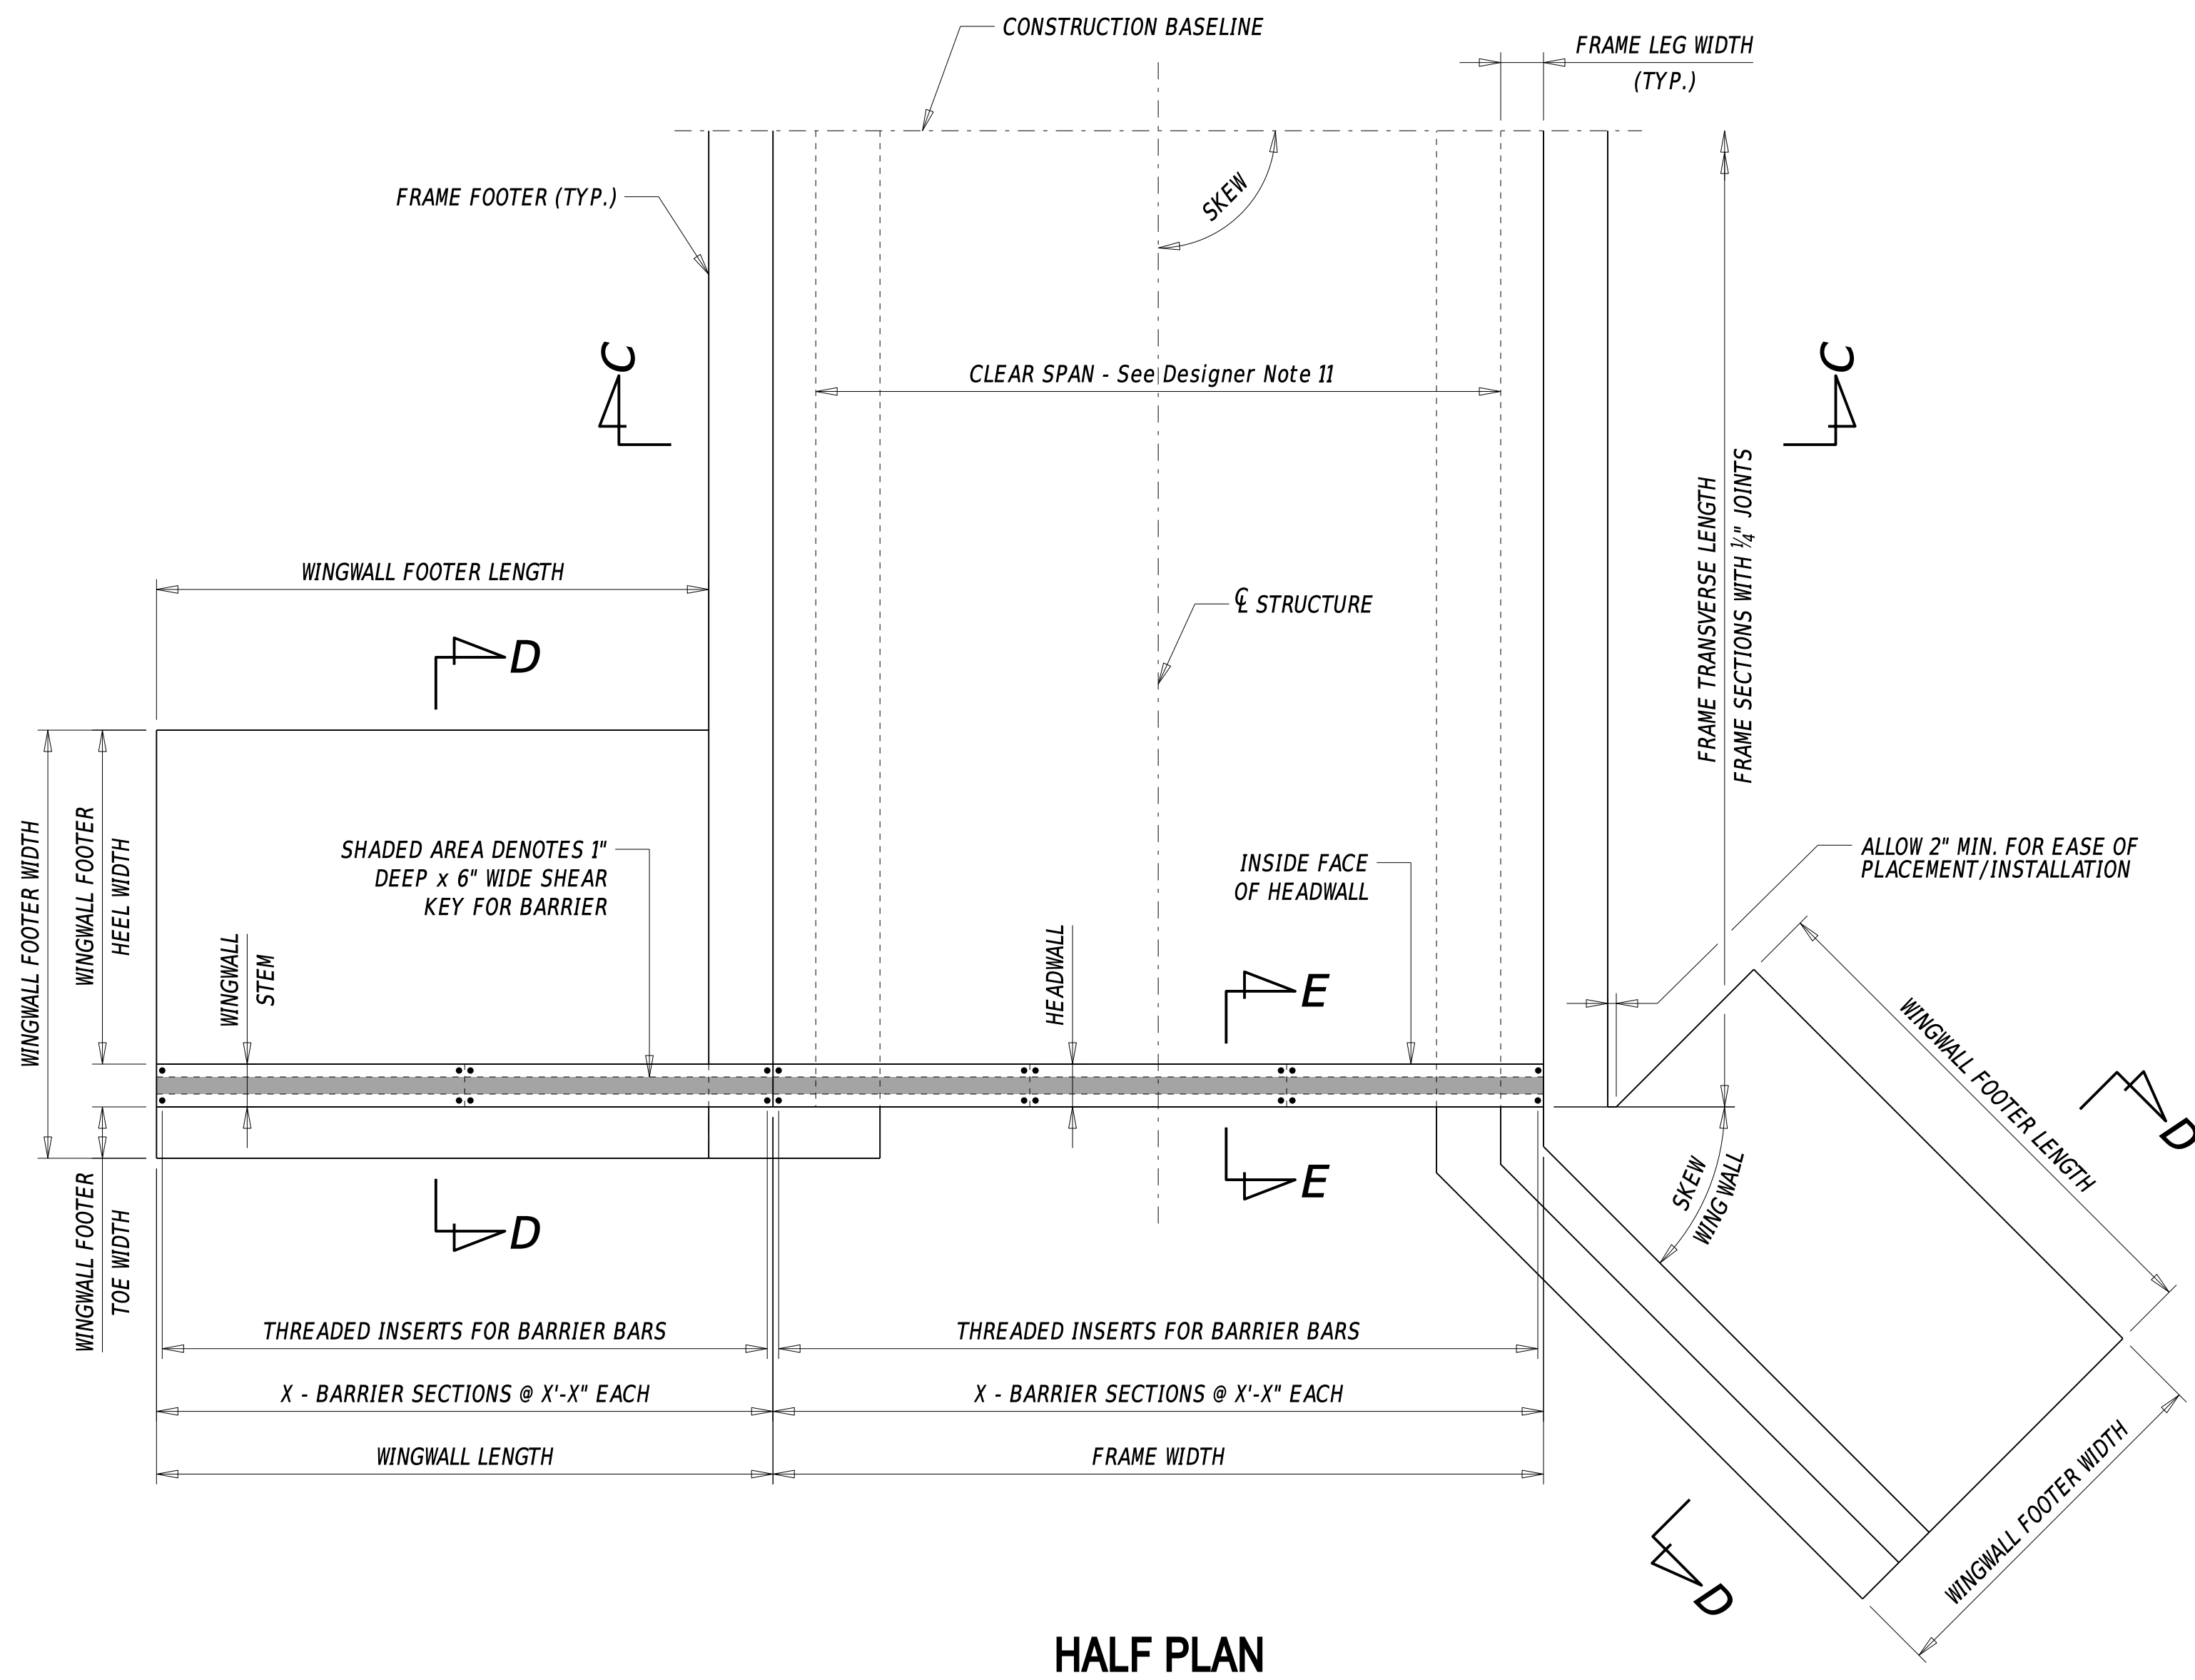 CONSTRUCTION BASELINE
FRAME LEG WIDTH
(TYP.)
FRAME FOOTER (TYP.)
SKEW
C
C
CLEAR SPAN - See Designer Note 11
FRAME TRANSVERSE LENGTH
FRAME SECTIONS WITH 1/4" JOINTS
WINGWALL FOOTER LENGTH
℄ STRUCTURE
D
WINGWALL FOOTER WIDTH
WINGWALL FOOTER
HEEL WIDTH
SHADED AREA DENOTES 1"
DEEP x 6" WIDE SHEAR
KEY FOR BARRIER
INSIDE FACE
OF HEADWALL
ALLOW 2" MIN. FOR EASE OF
PLACEMENT/INSTALLATION
WINGWALL
STEM
HEADWALL
E
WINGWALL FOOTER LENGTH
D
E
SKEW
WING WALL
D
WINGWALL FOOTER
TOE WIDTH
THREADED INSERTS FOR BARRIER BARS
THREADED INSERTS FOR BARRIER BARS
X - BARRIER SECTIONS @ X'-X" EACH
X - BARRIER SECTIONS @ X'-X" EACH
WINGWALL LENGTH
FRAME WIDTH
WINGWALL FOOTER WIDTH
D
HALF PLAN